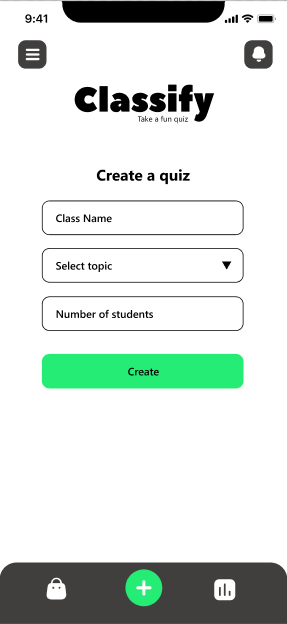 9:41
Classify
Take a fun quiz
Create a quiz
Class Name
Select topic
Number of students
Create